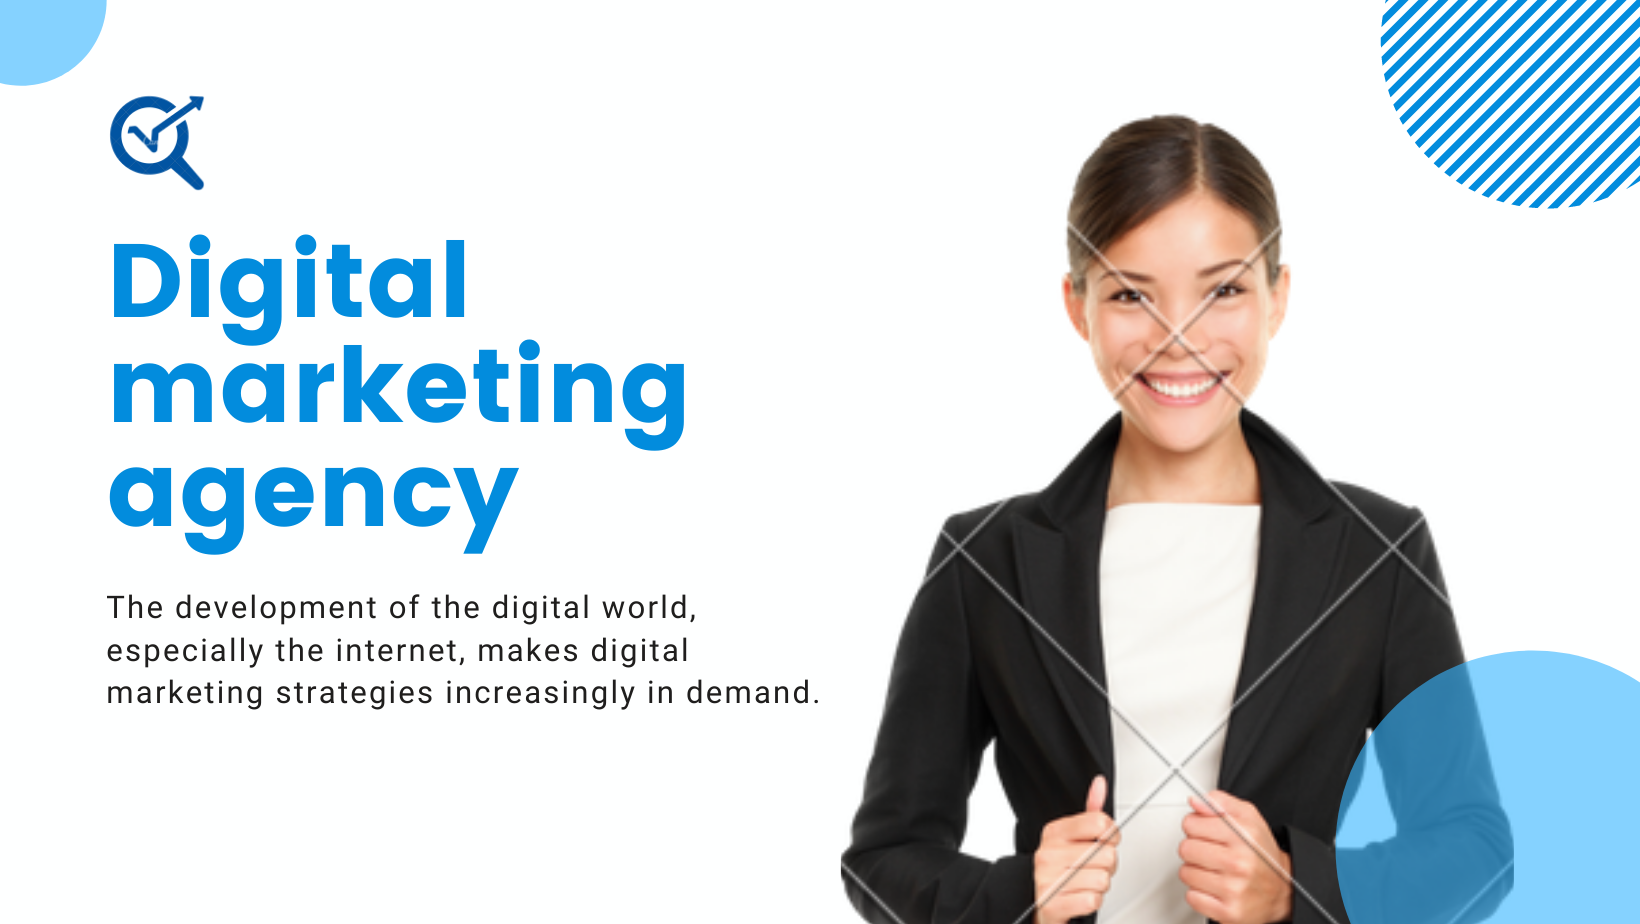 Digital
marketing
agency
The development of the digital world,
especially the internet, makes digital
marketing strategies increasingly in demand.